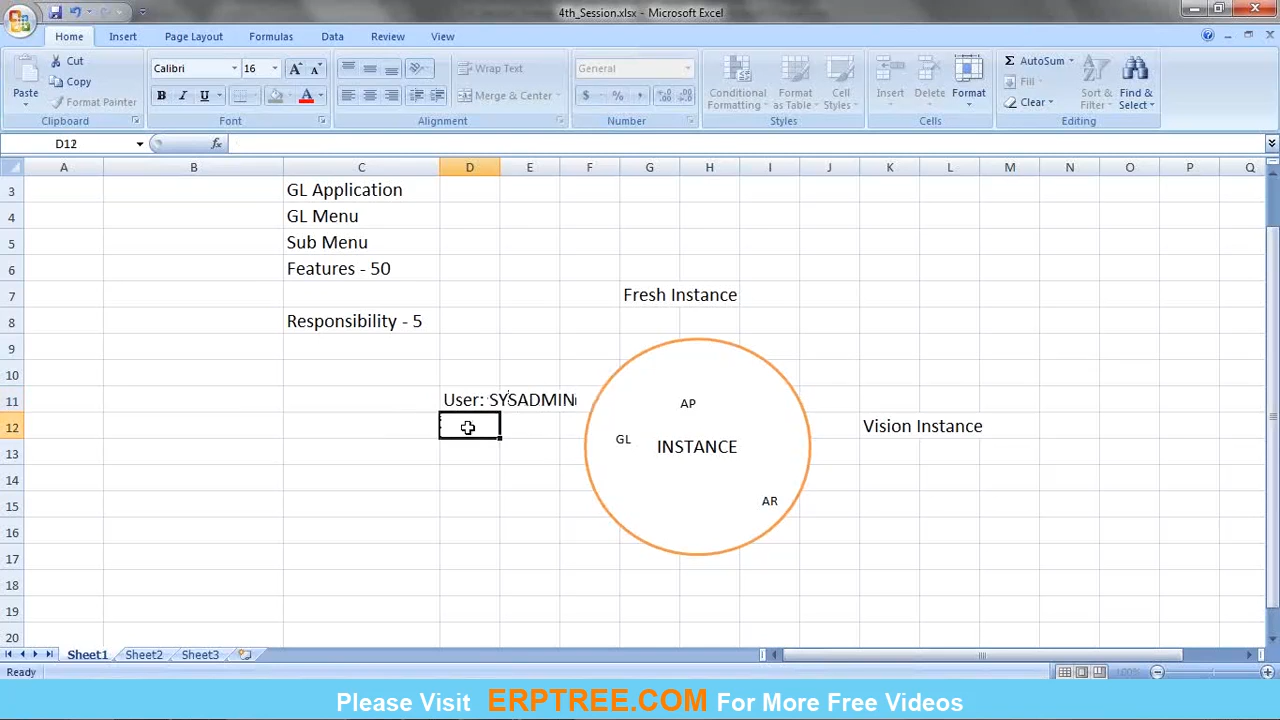 4th_Session.xlsx - Microsoft Excel
Home Insert Page Layout Formulas Data Review View
Paste
Cut
Copy
Format Painter
Clipboard
Calibri 16
B I U
Font
Wrap Text
Merge & Center
Alignment
General
$ % ,
Number
Conditional Formatting
Format as Table
Cell Styles
Styles
Insert
Delete
Format
Cells
AutoSum
Fill
Clear
Sort & Filter
Find & Select
Editing
D12 fx
A B C D E F G H I J K L M N O P Q
3 GL Application
4 GL Menu
5 Sub Menu
6 Features - 50
7 Fresh Instance
8 Responsibility - 5
9
10
11 User: SYSADMIN
AP
12 Vision Instance
GL
INSTANCE
13
14
15
AR
16
17
18
19
20
Sheet1 Sheet2 Sheet3
Ready 100%
Please Visit ERPTREE.COM For More Free Videos